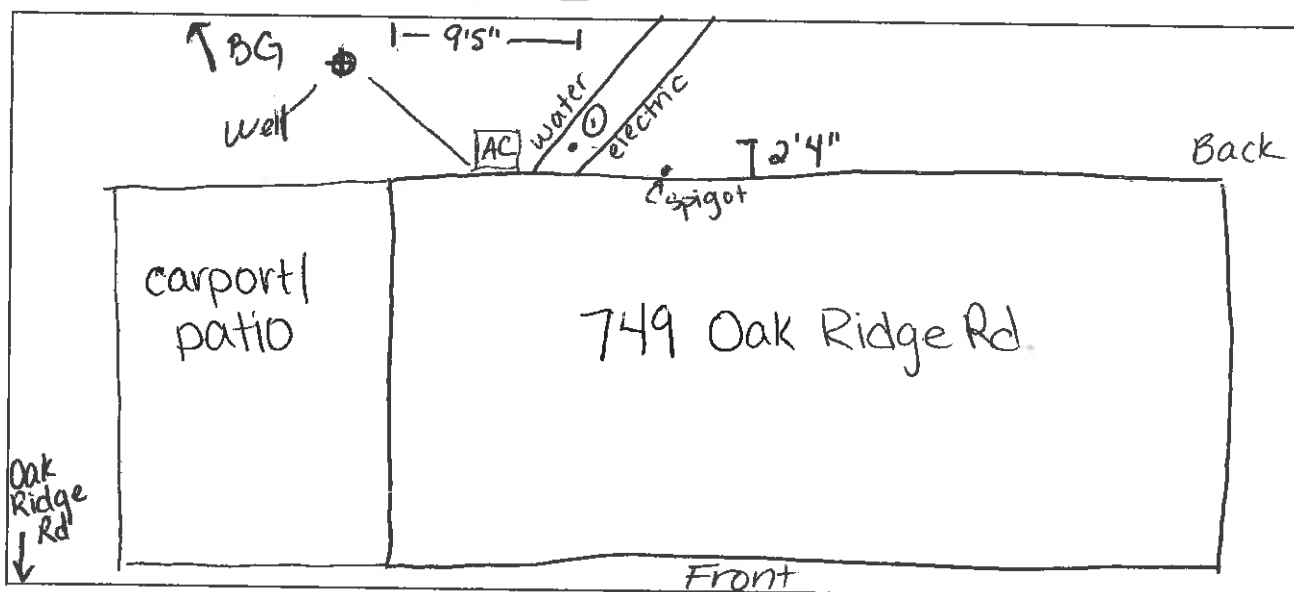 BG
9'5"
Well
AC
water
1
electric
2'4"
Back
Spigot
carport/
patio
749 Oak Ridge Rd
Oak
Ridge
Rd
Front